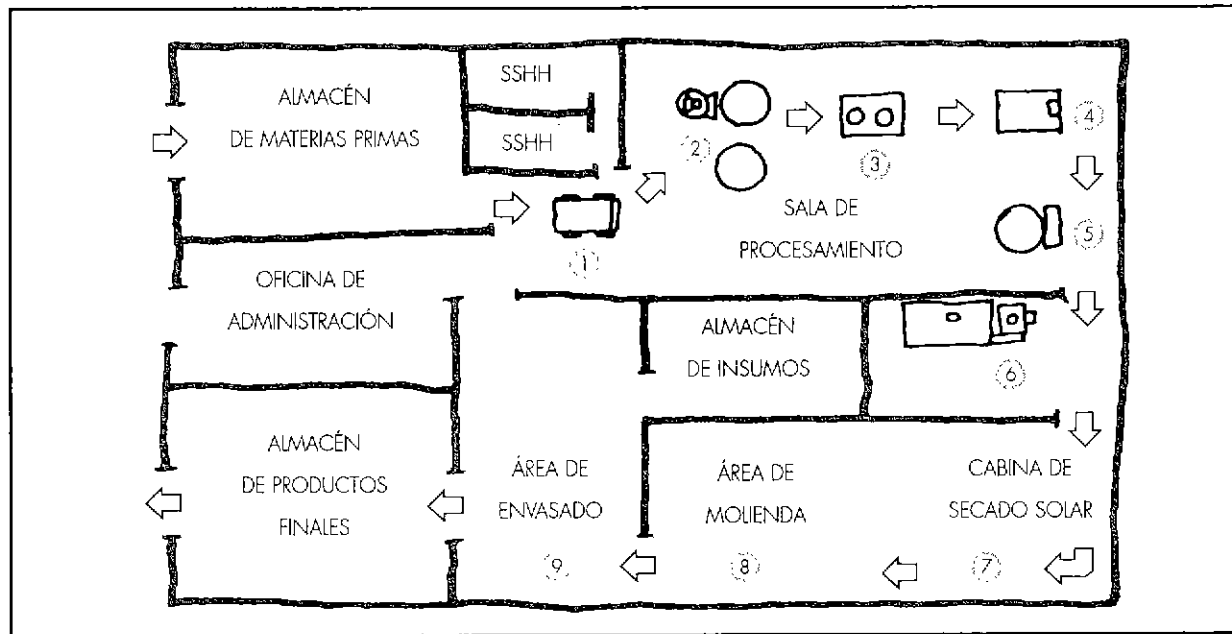 ALMACÉN
DE MATERIAS PRIMAS
SSHH
SSHH
2
3
4
SALA DE
PROCESAMIENTO
5
1
OFICINA DE
ADMINISTRACIÓN
ALMACÉN
DE INSUMOS
6
ALMACÉN
DE PRODUCTOS
FINALES
ÁREA DE
ENVASADO
9
ÁREA DE
MOLIENDA
8
CABINA DE
SECADO SOLAR
7